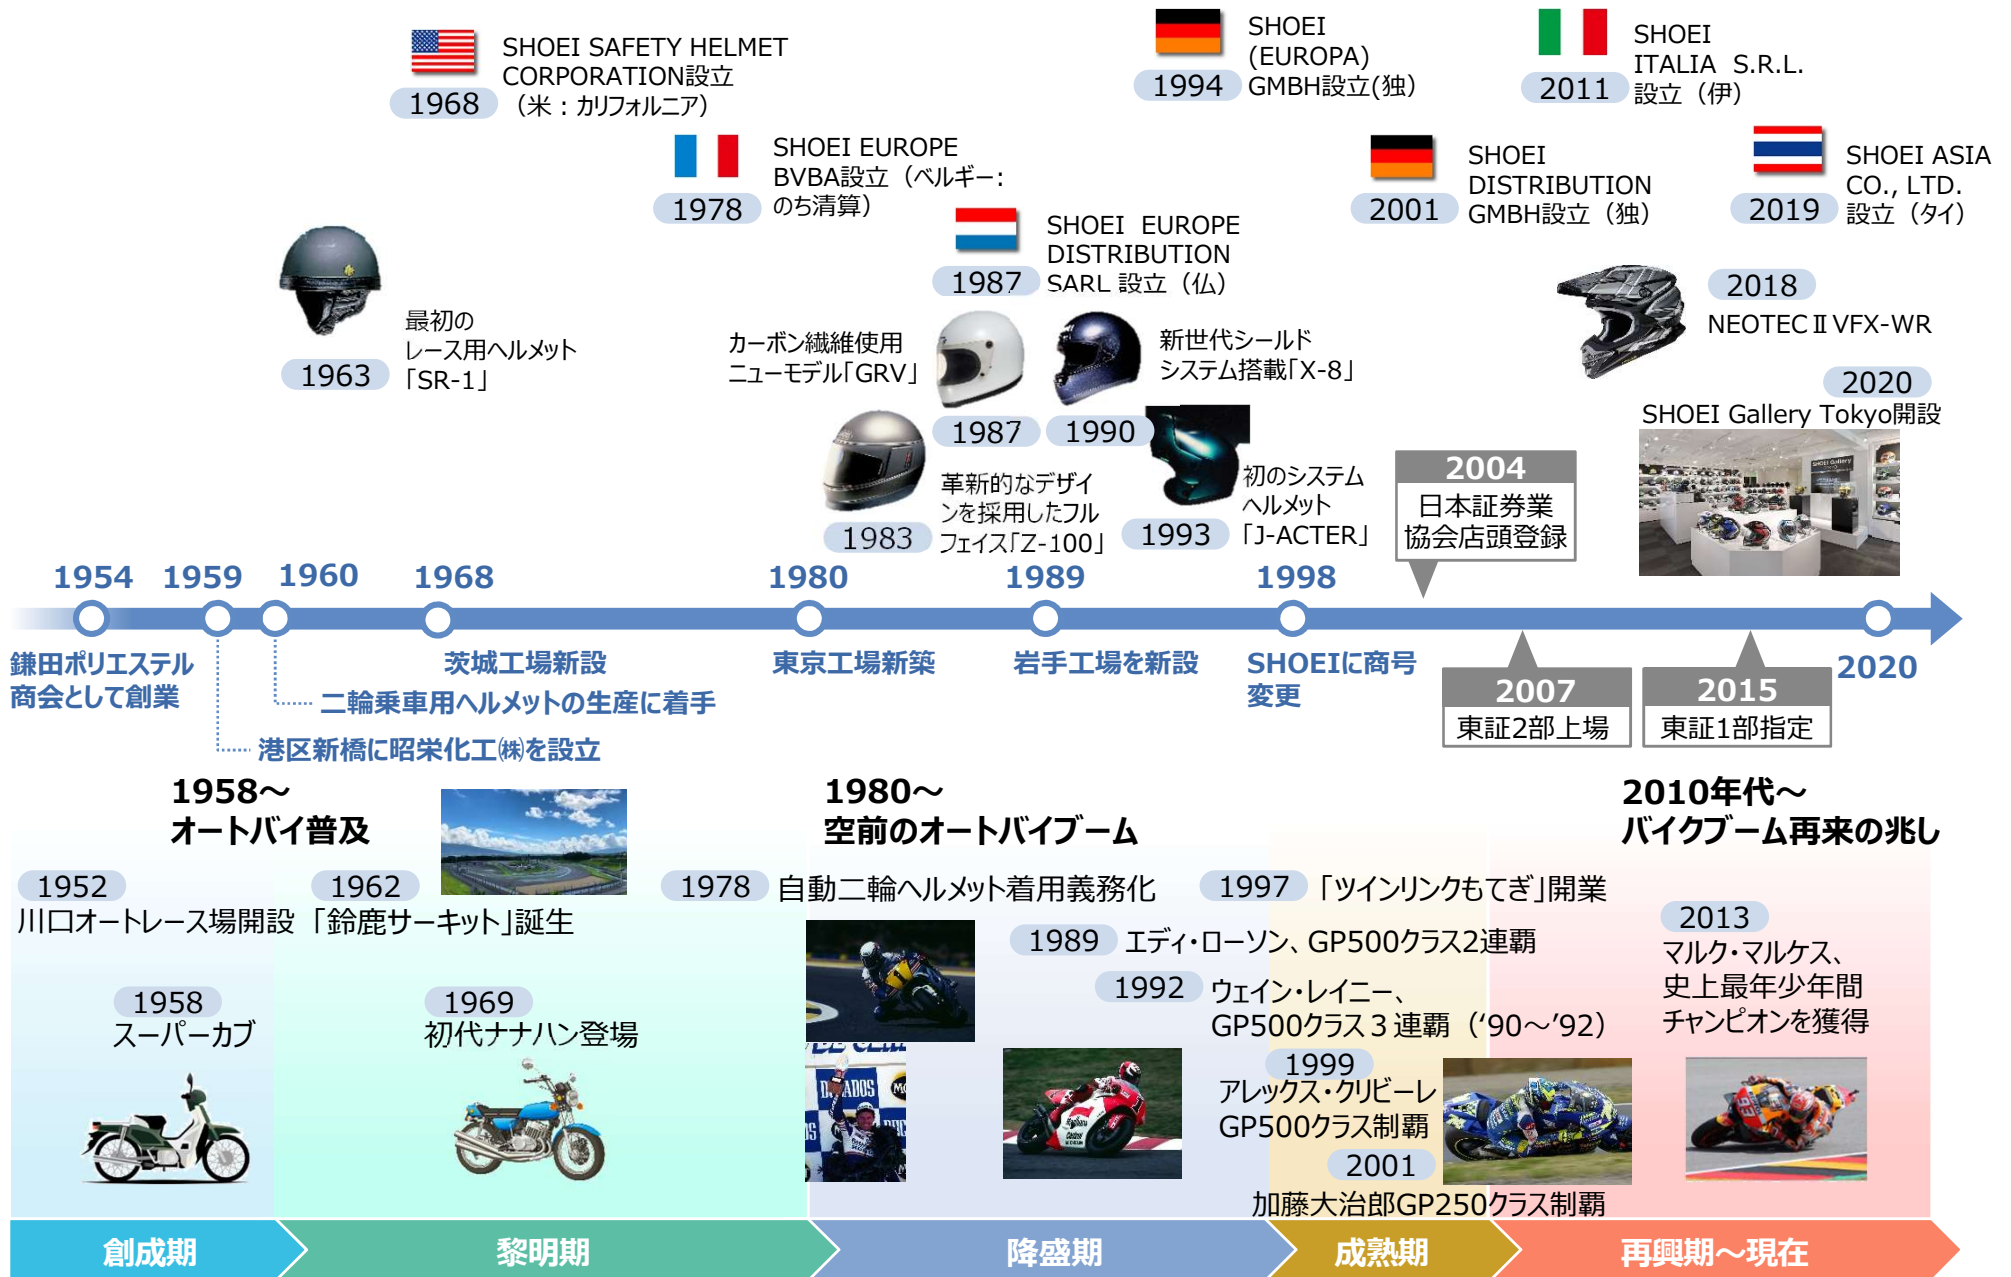 1968
SHOEI SAFETY HELMET
CORPORATION設立
（米：カリフォルニア）
1978
SHOEI EUROPE
BVBA設立（ベルギー:
のち清算）
1987
SHOEI EUROPE
DISTRIBUTION
SARL 設立（仏）
1994
SHOEI
(EUROPA)
GMBH設立(独）
2001
SHOEI
DISTRIBUTION
GMBH設立（独）
2011
SHOEI
ITALIA S.R.L.
設立（伊）
2019
SHOEI ASIA
CO., LTD.
設立（タイ）
1963
最初の
レース用ヘルメット
「SR-1」
カーボン繊維使用
ニューモデル「GRV」
1987
1990
新世代シールド
システム搭載「X-8」
1983
革新的なデザイ
ンを採用したフル
フェイス「Z-100」
1993
初のシステム
ヘルメット
「J-ACTER」
2018
NEOTECⅡVFX-WR
2020
SHOEI Gallery Tokyo開設
SHOEI Gallery
2004
日本証券業
協会店頭登録
1954
1959
1960
1968
1980
1989
1998
鎌田ポリエステル
商会として創業
茨城工場新設
東京工場新築
岩手工場を新設
SHOEIに商号
変更
2020
二輪乗車用ヘルメットの生産に着手
港区新橋に昭栄化工㈱を設立
2007
東証2部上場
2015
東証1部指定
1958～
オートバイ普及
1980～
空前のオートバイブーム
2010年代～
バイクブーム再来の兆し
1952
川口オートレース場開設
1962
「鈴鹿サーキット」誕生
1978 自動二輪ヘルメット着用義務化
1997 「ツインリンクもてぎ」開業
1989 エディ・ローソン、GP500クラス2連覇
1992 ウェイン・レイニー、
GP500クラス３連覇（‘90～’92）
2013
マルク・マルケス、
史上最年少年間
チャンピオンを獲得
1958
スーパーカブ
1969
初代ナナハン登場
1999
アレックス・クリビーレ
GP500クラス制覇
2001
加藤大治郎GP250クラス制覇
創成期
黎明期
降盛期
成熟期
再興期～現在